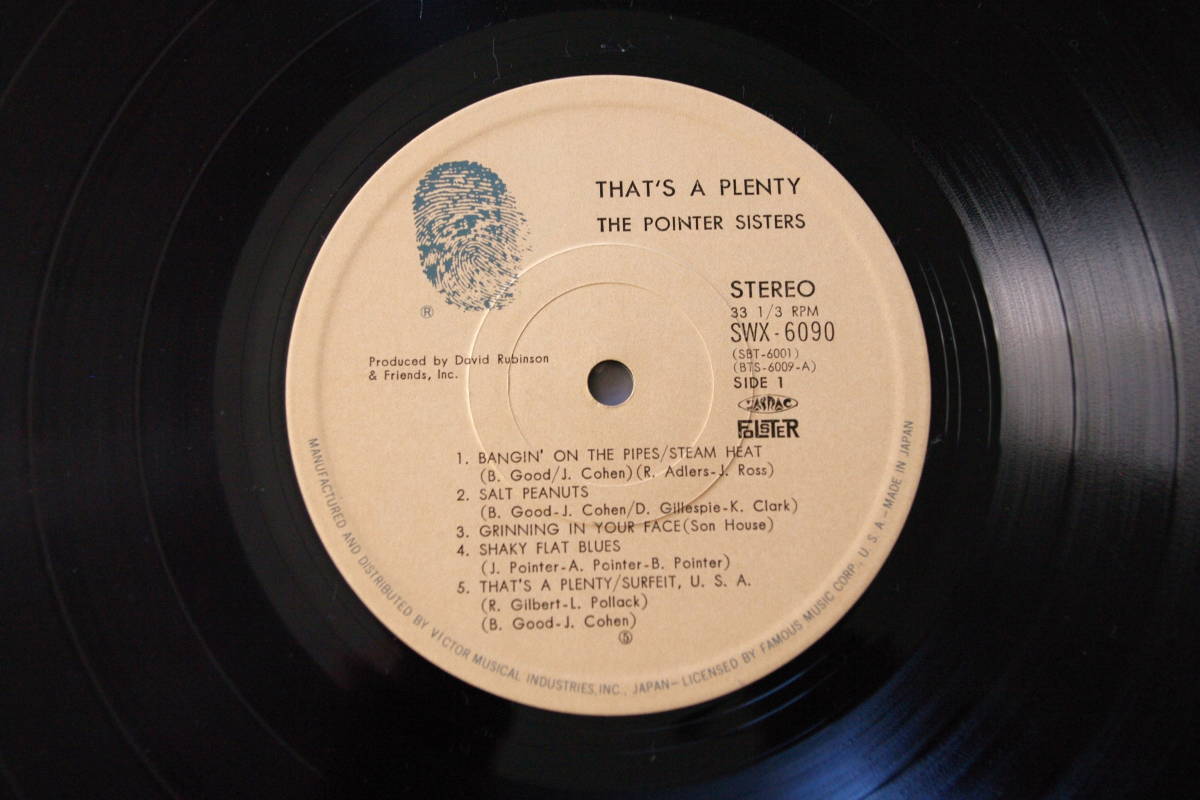 THAT'S A PLENTY
THE POINTER SISTERS
®
STEREO
33 1/3 RPM
SWX-6090
(SBT-6001)
(BTS-6009-A)
SIDE 1
JASRAC
FOLSTER
Produced by David Rubinson
& Friends, Inc.
1. BANGIN' ON THE PIPES/STEAM HEAT
(B. Good/J. Cohen)(R. Adlers-J. Ross)
2. SALT PEANUTS
(B. Good-J. Cohen/D. Gillespie-K. Clark)
3. GRINNING IN YOUR FACE(Son House)
4. SHAKY FLAT BLUES
(J. Pointer-A. Pointer-B. Pointer)
5. THAT'S A PLENTY/SURFEIT, U. S. A.
(R. Gilbert-L. Pollack)
(B. Good-J. Cohen)
⑤
MANUFACTURED AND DISTRIBUTED BY VICTOR MUSICAL INDUSTRIES, INC., JAPAN—LICENSED BY FAMOUS MUSIC CORP., U. S. A.—MADE IN JAPAN